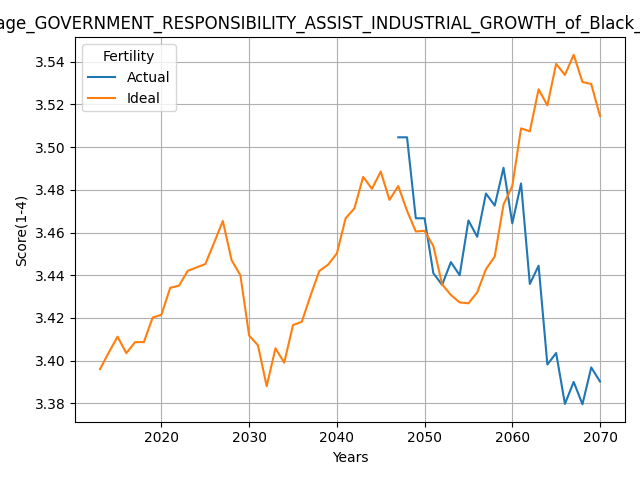 age_GOVERNMENT_RESPONSIBILITY_ASSIST_INDUSTRIAL_GROWTH_of_Black_
Fertility
Actual
Ideal
Score(1-4)
3.54
3.52
3.50
3.48
3.46
3.44
3.42
3.40
3.38
2020 2030 2040 2050 2060 2070
Years